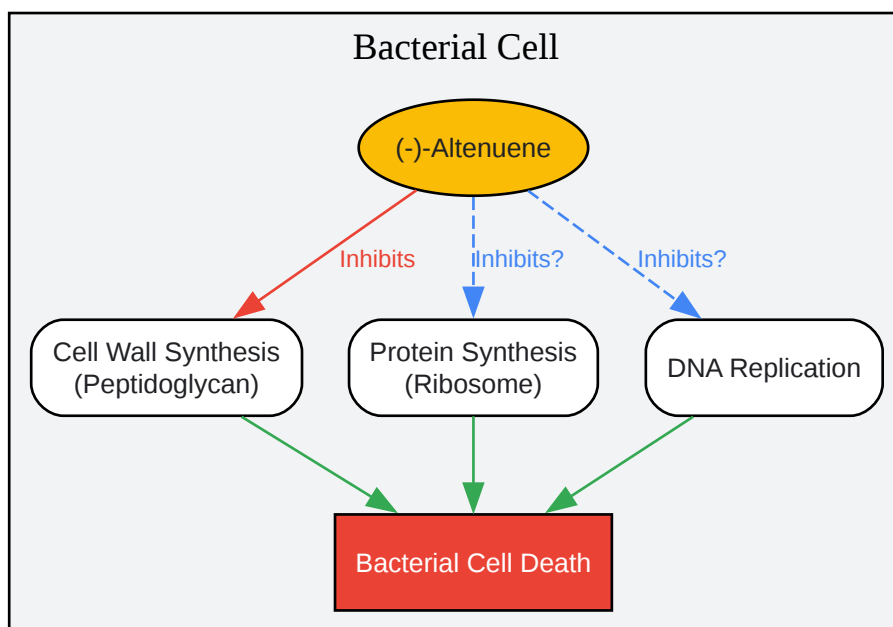 Bacterial Cell
(-)-Altenuene
Inhibits
Inhibits?
Inhibits?
Cell Wall Synthesis
(Peptidoglycan)
Protein Synthesis
(Ribosome)
DNA Replication
Bacterial Cell Death